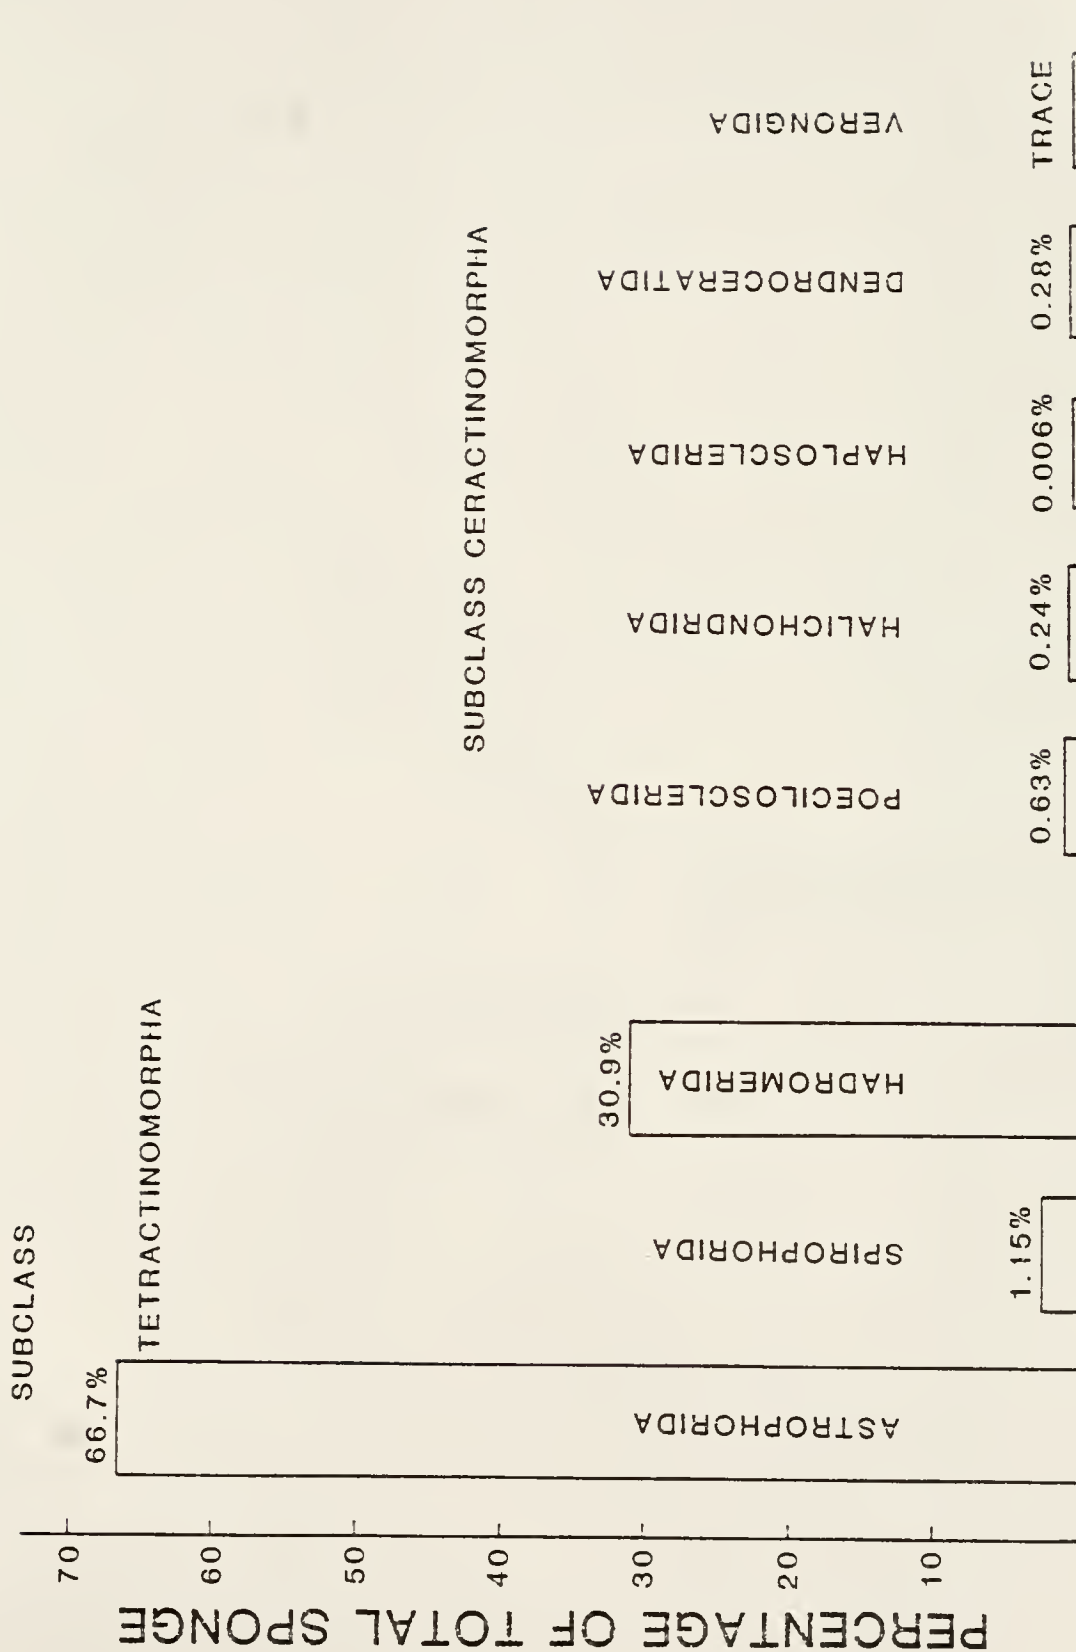 SUBCLASS
TETRACTINOMORPHA
SUBCLASS CERACTINOMORPHA
PERCENTAGE OF TOTAL SPONGE
70
60
50
40
30
20
10
66.7%
ASTROPHORIDA
1.15%
SPIROPHORIDA
30.9%
HADROMERIDA
0.63%
POECILOSCLERIDA
0.24%
HALICHONDRIDA
0.006%
HAPLOSCLERIDA
0.28%
DENDROCERATIDA
TRACE
VERONGIDA